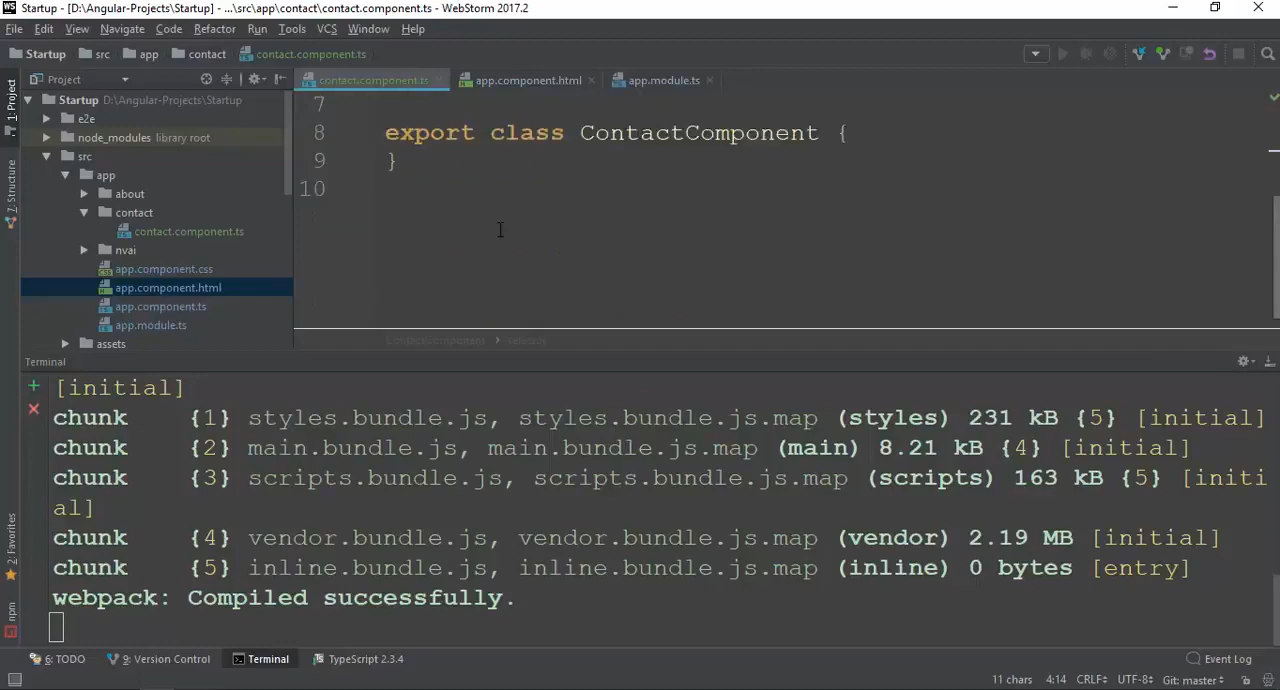 Startup - [D:\Angular-Projects\Startup] - ...\src\app\contact\contact.component.ts - WebStorm 2017.2
File Edit View Navigate Code Refactor Run Tools VCS Window Help
Startup src app contact contact.component.ts
Project contact.component.ts app.component.html app.module.ts
1: Project
Startup D:\Angular-Projects\Startup
e2e
node_modules library root
src
app
about
contact
contact.component.ts
nvai
app.component.css
app.component.html
app.component.ts
app.module.ts
assets
7: Structure
7
8 export class ContactComponent {
9 }
10
ContactComponent › 
Terminal
[initial]
chunk {1} styles.bundle.js, styles.bundle.js.map (styles) 231 kB {5} [initial]
chunk {2} main.bundle.js, main.bundle.js.map (main) 8.21 kB {4} [initial]
chunk {3} scripts.bundle.js, scripts.bundle.js.map (scripts) 163 kB {5} [initi
al]
chunk {4} vendor.bundle.js, vendor.bundle.js.map (vendor) 2.19 MB [initial]
chunk {5} inline.bundle.js, inline.bundle.js.map (inline) 0 bytes [entry]
webpack: Compiled successfully.
2: Favorites
npm
6: TODO 9: Version Control Terminal TypeScript 2.3.4 Event Log
11 chars 4:14 CRLF UTF-8 Git: master